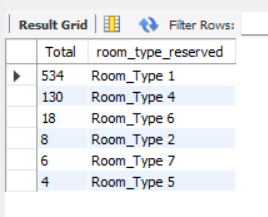 Result Grid Filter Rows:
Total room_type_reserved
534 Room_Type 1
130 Room_Type 4
18 Room_Type 6
8 Room_Type 2
6 Room_Type 7
4 Room_Type 5